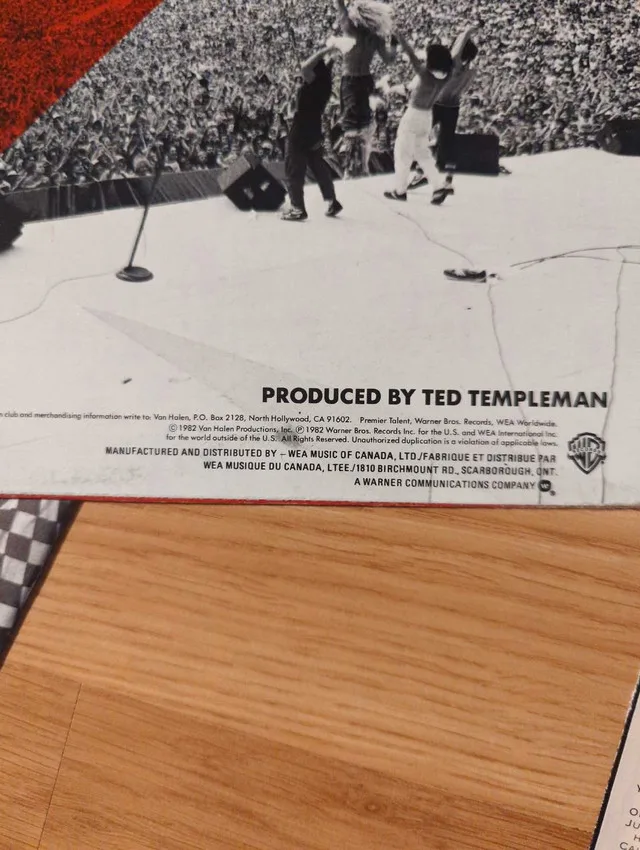 PRODUCED BY TED TEMPLEMAN
club and merchandising information write to: Van Halen, P.O. Box 2128, North Hollywood, CA 91602. Premier Talent, Warner Bros. Records, WEA Worldwide.
© 1982 Van Halen Productions, Inc. ℗ 1982 Warner Bros. Records Inc. for the U.S. and WEA International Inc.
for the world outside of the U.S. All Rights Reserved. Unauthorized duplication is a violation of applicable laws.
MANUFACTURED AND DISTRIBUTED BY - WEA MUSIC OF CANADA, LTD./FABRIQUE ET DISTRIBUE PAR
WEA MUSIQUE DU CANADA, LTEE./1810 BIRCHMOUNT RD., SCARBOROUGH, ONT.
A WARNER COMMUNICATIONS COMPANY